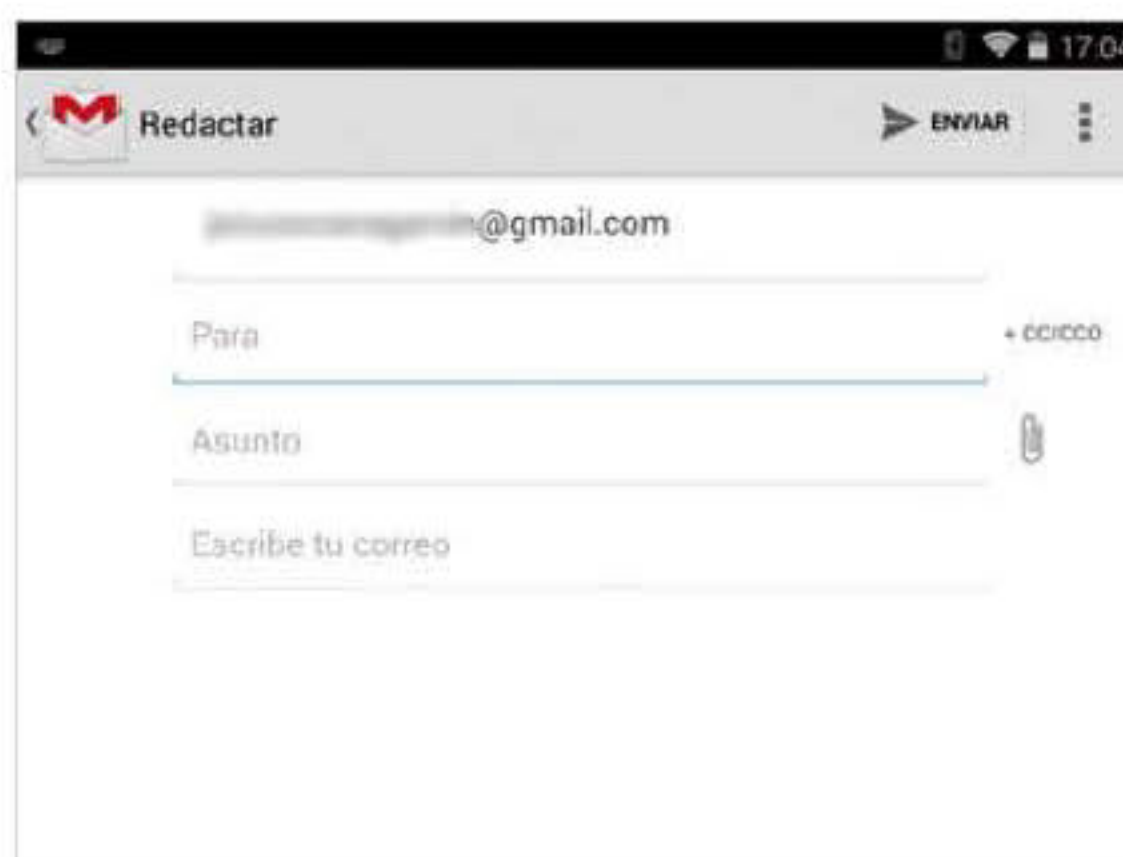 17:04
Redactar
ENVIAR
@gmail.com
Para
+ CC/CCO
Asunto
Escribe tu correo